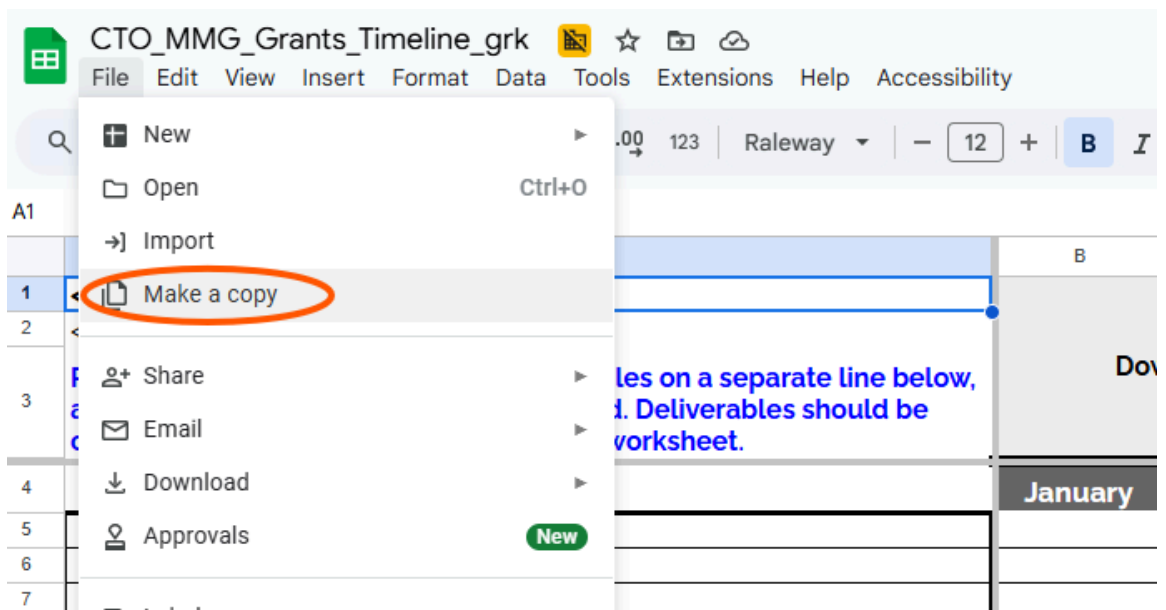 CTO_MMG_Grants_Timeline_grk
File Edit View Insert Format Data Tools Extensions Help Accessibility
New
.00 123 Raleway 12 B I
Open Ctrl+O
A1
Import
B
1
Make a copy
2
<
Share
Dov
3
les on a separate line below,
d. Deliverables should be
Email
worksheet.
4
Download
January
5
Approvals New
6
7